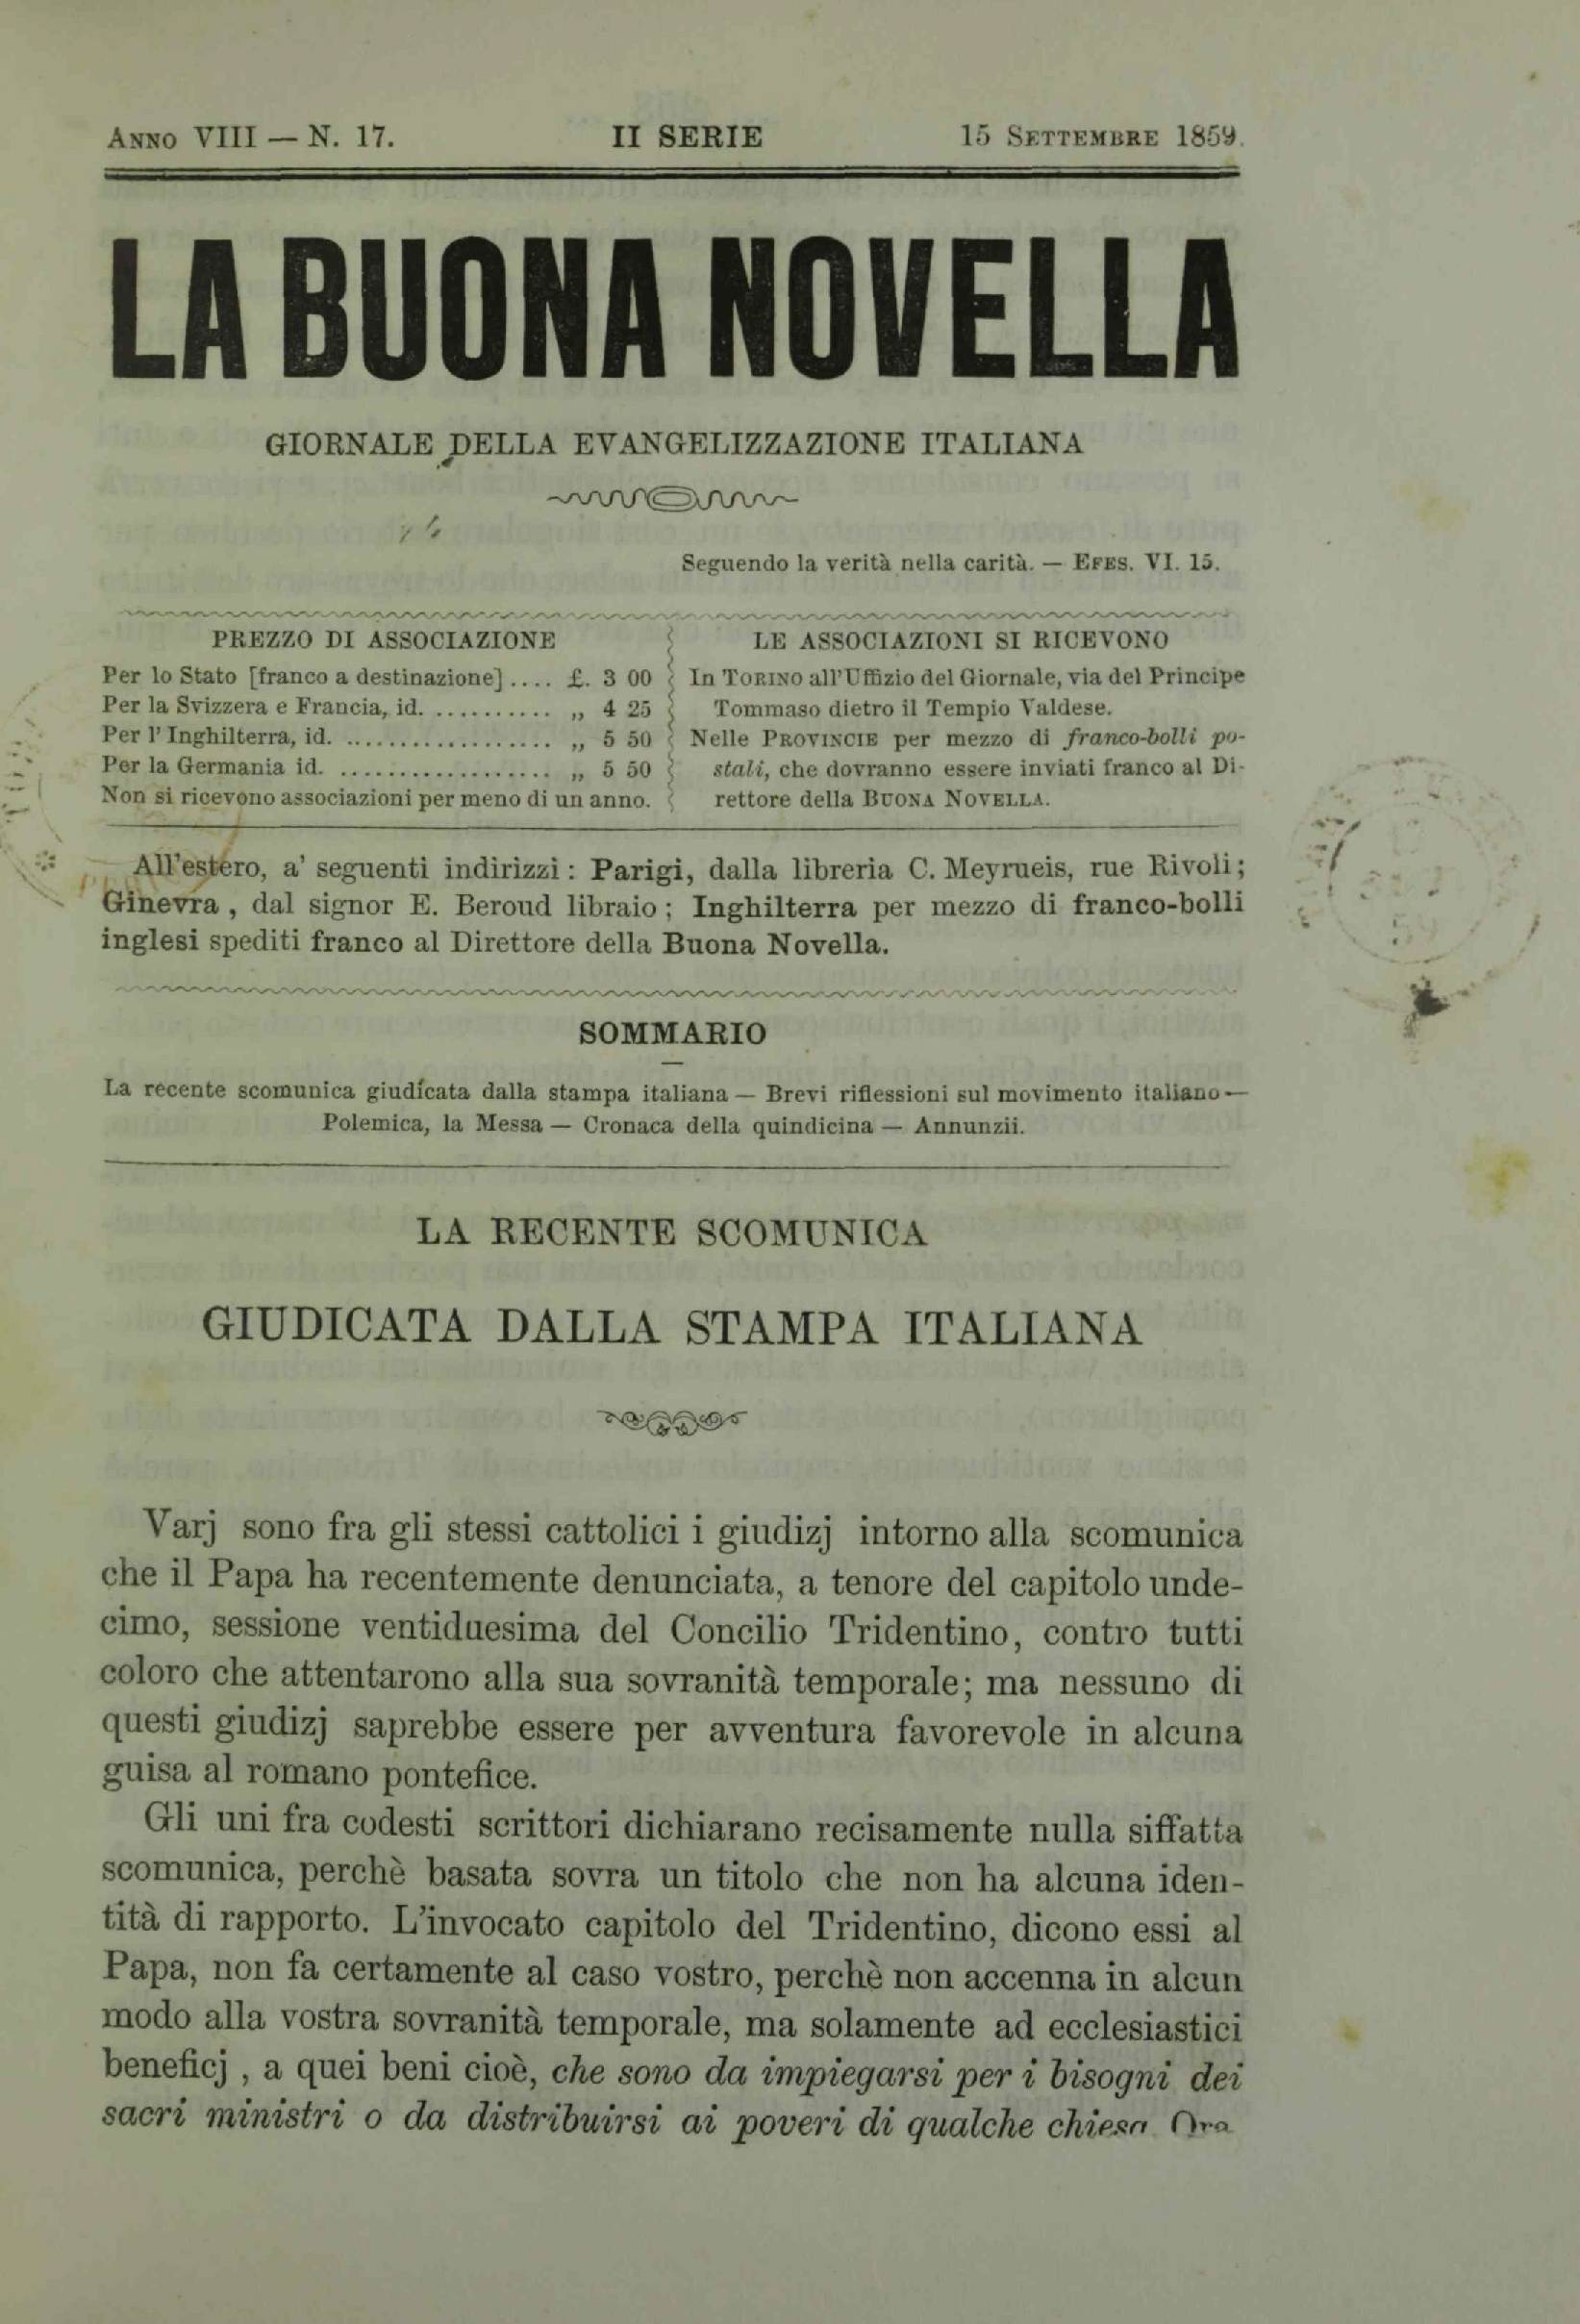 ANNO VIII — N. 17.
II SERIE
15 SETTEMBRE 1859.
LA BUONA NOVELLA
GIORNALE DELLA EVANGELIZZAZIONE ITALIANA
Seguendo la verità nella carità. — EFES. VI. 15.
PREZZO DI ASSOCIAZIONE
Per lo Stato [franco a destinazione] .... £. 3 00
Per la Svizzera e Francia, id. ........... „ 4 25
Per l'Inghilterra, id. ................... „ 5 50
Per la Germania id. ................... „ 5 50
Non si ricevono associazioni per meno di un anno.
LE ASSOCIAZIONI SI RICEVONO
In TORINO all'Uffizio del Giornale, via del Principe
Tommaso dietro il Tempio Valdese.
Nelle PROVINCIE per mezzo di franco-bolli po-
stali, che dovranno essere inviati franco al Di-
rettore della BUONA NOVELLA.
All'estero, a' seguenti indirizzi : Parigi, dalla libreria C. Meyrueis, rue Rivoli;
Ginevra , dal signor E. Beroud libraio ; Inghilterra per mezzo di franco-bolli
inglesi spediti franco al Direttore della Buona Novella.
SOMMARIO
La recente scomunica giudicata dalla stampa italiana — Brevi riflessioni sul movimento italiano —
Polemica, la Messa — Cronaca della quindicina — Annunzii.
LA RECENTE SCOMUNICA
GIUDICATA DALLA STAMPA ITALIANA
Varj sono fra gli stessi cattolici i giudizj intorno alla scomunica
che il Papa ha recentemente denunciata, a tenore del capitolo unde-
cimo, sessione ventiduesima del Concilio Tridentino, contro tutti
coloro che attentarono alla sua sovranità temporale; ma nessuno di
questi giudizj saprebbe essere per avventura favorevole in alcuna
guisa al romano pontefice.
Gli uni fra codesti scrittori dichiarano recisamente nulla siffatta
scomunica, perchè basata sovra un titolo che non ha alcuna iden-
tità di rapporto. L'invocato capitolo del Tridentino, dicono essi al
Papa, non fa certamente al caso vostro, perchè non accenna in alcun
modo alla vostra sovranità temporale, ma solamente ad ecclesiastici
beneficj , a quei beni cioè, che sono da impiegarsi per i bisogni dei
sacri ministri o da distribuirsi ai poveri di qualche chiesa. Ora